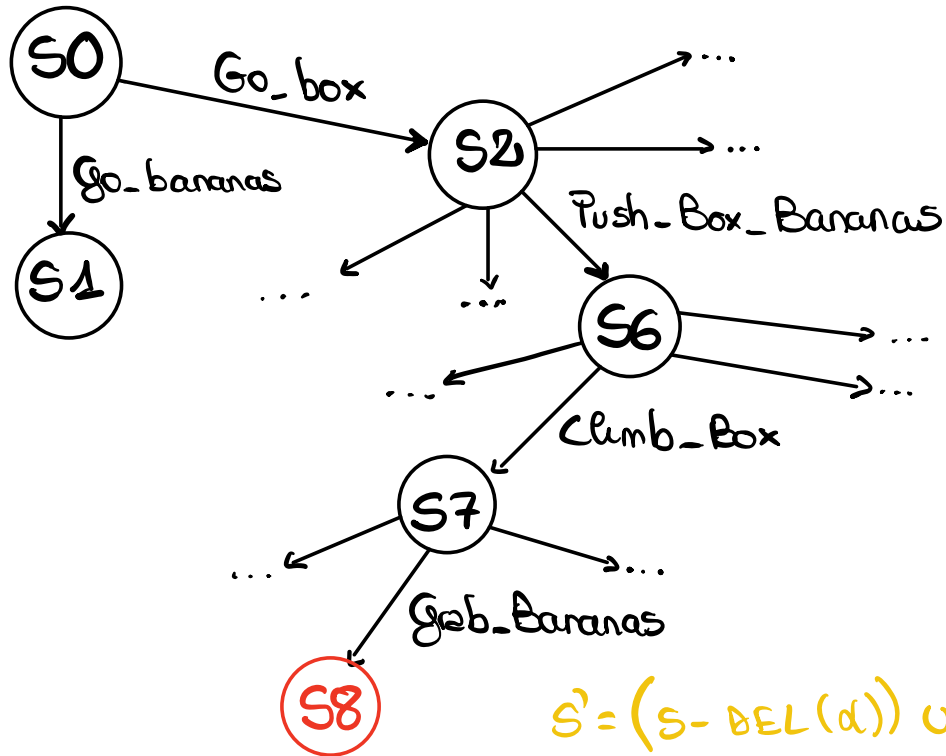 S0
Go_box
... 
S2
...
Go_bananas
Push_Box_Bananas
S1
...
...
S6
...
...
...
Climb_Box
S7
...
...
Grab_Bananas
S8
S' = (S - DEL(α)) ∪